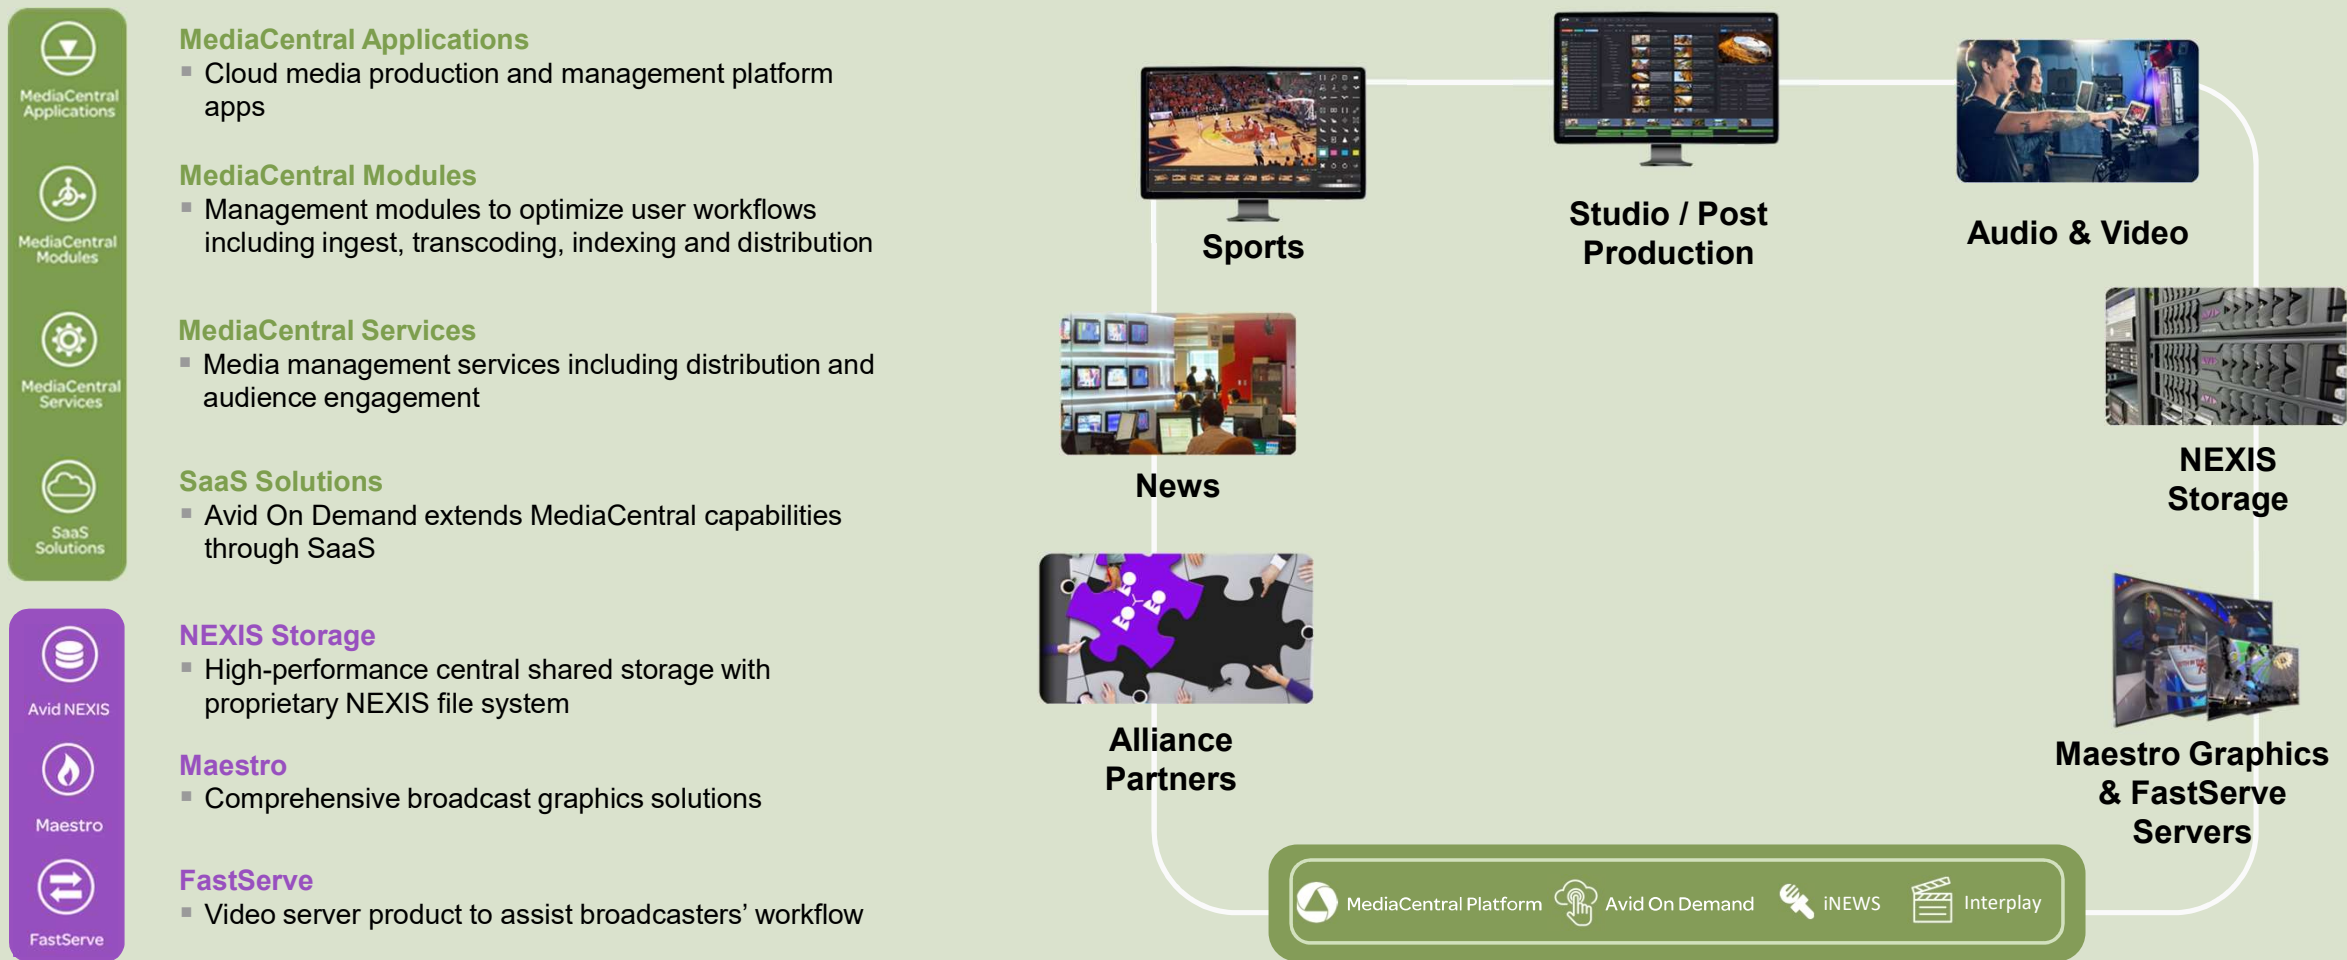 MediaCentral
Applications
MediaCentral
Modules
MediaCentral
Services
SaaS
Solutions
Avid NEXIS
Maestro
FastServe
MediaCentral Applications
Cloud media production and management platform
apps
MediaCentral Modules
Management modules to optimize user workflows
including ingest, transcoding, indexing and distribution
MediaCentral Services
Media management services including distribution and
audience engagement
SaaS Solutions
Avid On Demand extends MediaCentral capabilities
through SaaS
NEXIS Storage
High-performance central shared storage with
proprietary NEXIS file system
Maestro
Comprehensive broadcast graphics solutions
FastServe
Video server product to assist broadcasters’ workflow
Sports
Studio / Post
Production
Audio & Video
News
NEXIS
Storage
Alliance
Partners
Maestro Graphics
& FastServe
Servers
MediaCentral Platform Avid On Demand iNEWS Interplay